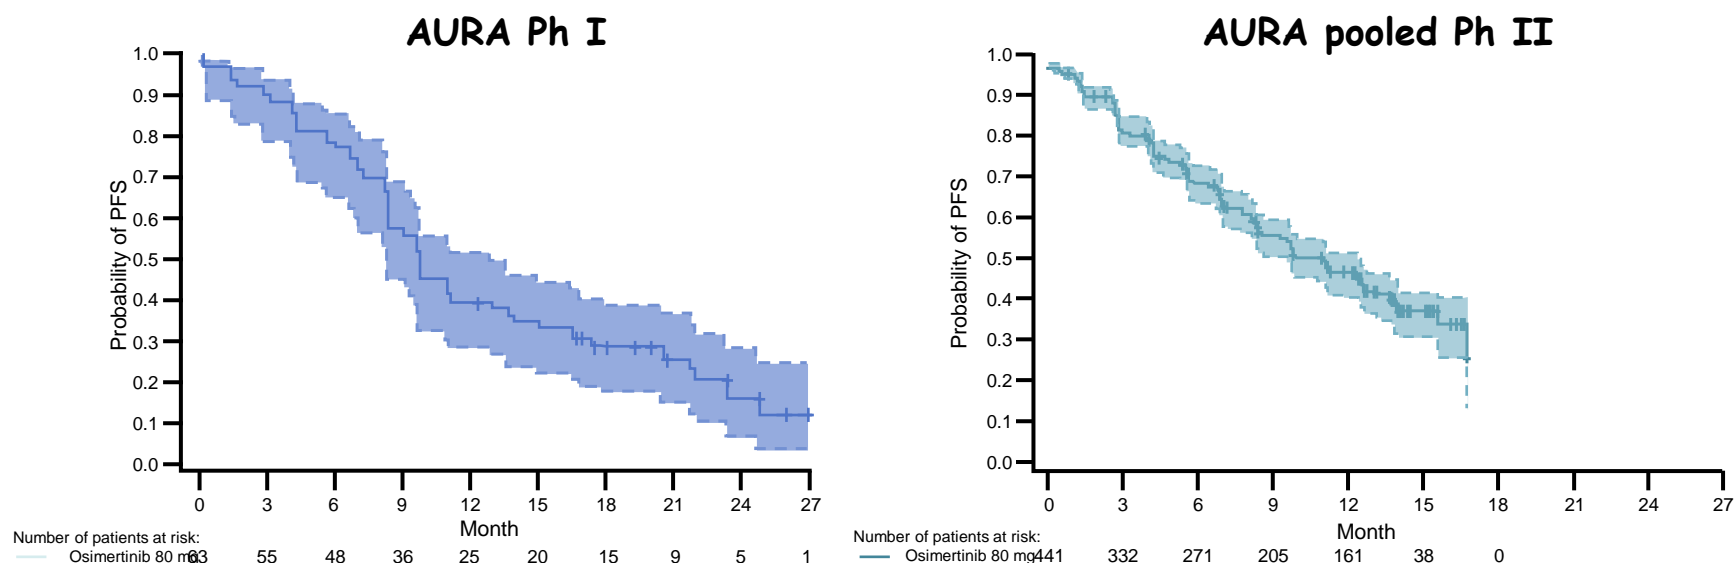 AURA Ph I
1.0
0.9
0.8
0.7
0.6
0.5
0.4
0.3
0.2
0.1
0.0
Probability of PFS
0 3 6 9 12 15 18 21 24 27
Month
Number of patients at risk:
Osimertinib 80 mg 63 55 48 36 25 20 15 9 5 1
AURA pooled Ph II
1.0
0.9
0.8
0.7
0.6
0.5
0.4
0.3
0.2
0.1
0.0
Probability of PFS
0 3 6 9 12 15 18 21 24 27
Month
Number of patients at risk:
Osimertinib 80 mg 441 332 271 205 161 38 0